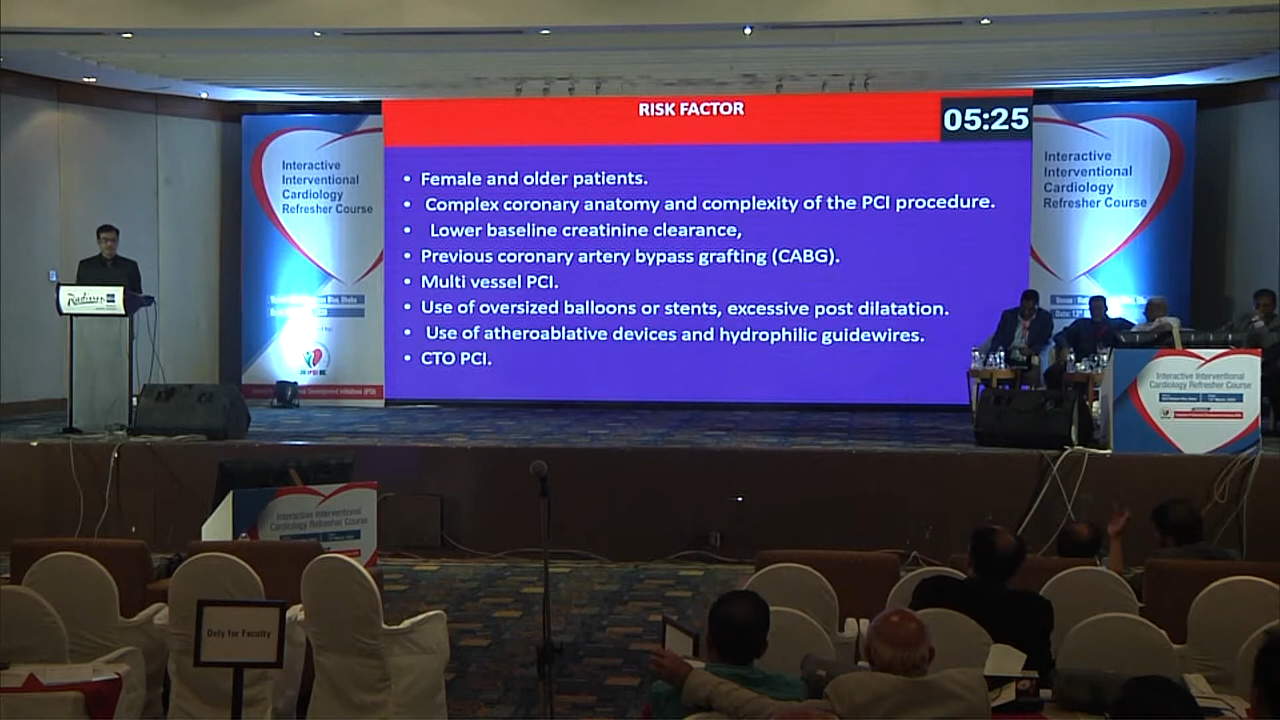 RISK FACTOR
05:25
• Female and older patients.
• Complex coronary anatomy and complexity of the PCI procedure.
• Lower baseline creatinine clearance,
• Previous coronary artery bypass grafting (CABG).
• Multi vessel PCI.
• Use of oversized balloons or stents, excessive post dilatation.
• Use of atheroablative devices and hydrophilic guidewires.
• CTO PCI.
Interactive
Interventional
Cardiology
Refresher Course
Interactive
Interventional
Cardiology
Refresher Course
Radisson
Interactive Interventional
Cardiology Refresher Course
Interactive Interventional
Cardiology Refresher Course
Only for Faculty